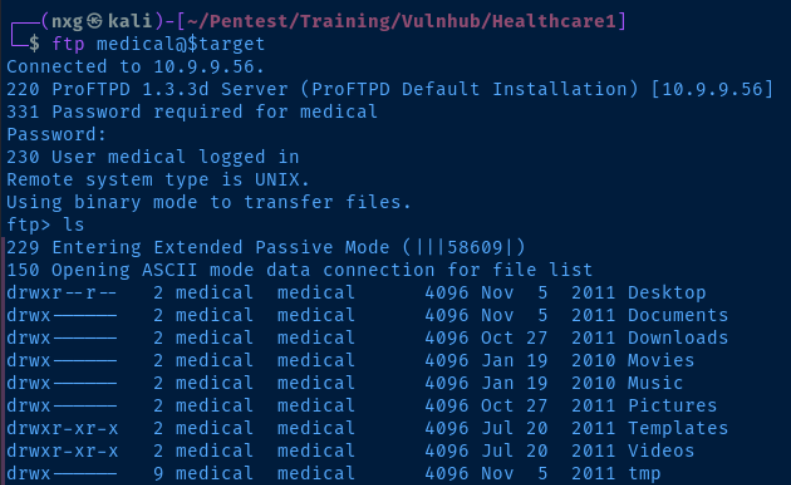 ┌──(nxg㉿kali)-[~/Pentest/Training/Vulnhub/Healthcare1]
└─$ ftp medical@$target
Connected to 10.9.9.56.
220 ProFTPD 1.3.3d Server (ProFTPD Default Installation) [10.9.9.56]
331 Password required for medical
Password:
230 User medical logged in
Remote system type is UNIX.
Using binary mode to transfer files.
ftp> ls
229 Entering Extended Passive Mode (|||58609|)
150 Opening ASCII mode data connection for file list
drwxr--r--   2 medical  medical      4096 Nov  5  2011 Desktop
drwx------   2 medical  medical      4096 Nov  5  2011 Documents
drwx------   2 medical  medical      4096 Oct 27  2011 Downloads
drwx------   2 medical  medical      4096 Jan 19  2010 Movies
drwx------   2 medical  medical      4096 Jan 19  2010 Music
drwx------   2 medical  medical      4096 Oct 27  2011 Pictures
drwxr-xr-x   2 medical  medical      4096 Jul 20  2011 Templates
drwxr-xr-x   2 medical  medical      4096 Jul 20  2011 Videos
drwx------   9 medical  medical      4096 Nov  5  2011 tmp